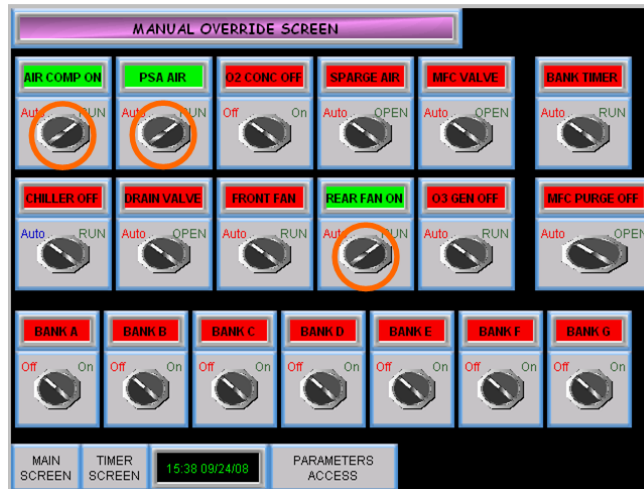 MANUAL OVERRIDE SCREEN
AIR COMP ON PSA AIR O2 CONC OFF SPARGE AIR MFC VALVE BANK TIMER
Auto RUN Auto RUN Off On Auto OPEN Auto OPEN Auto RUN
CHILLER OFF DRAIN VALVE FRONT FAN REAR FAN ON O3 GEN OFF MFC PURGE OFF
Auto RUN Auto OPEN Auto RUN Auto RUN Auto RUN Auto OPEN
BANK A BANK B BANK C BANK D BANK E BANK F BANK G
Off On Off On Off On Off On Off On Off On Off On
MAIN SCREEN
TIMER SCREEN
15:38 09/24/08
PARAMETERS ACCESS